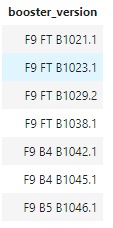 booster_version
F9 FT B1021.1
F9 FT B1023.1
F9 FT B1029.2
F9 FT B1038.1
F9 B4 B1042.1
F9 B4 B1045.1
F9 B5 B1046.1